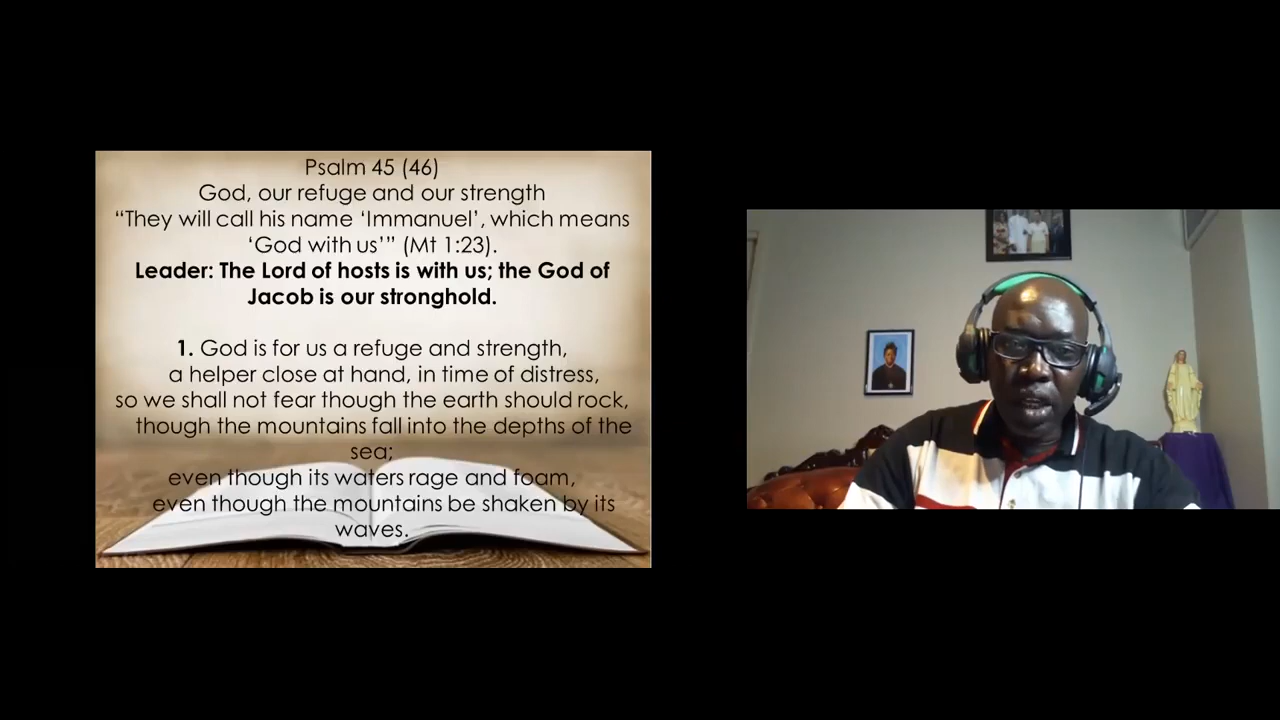 Psalm 45 (46)
God, our refuge and our strength
“They will call his name ‘Immanuel’, which means
‘God with us’” (Mt 1:23).
Leader: The Lord of hosts is with us; the God of
Jacob is our stronghold.
1. God is for us a refuge and strength,
a helper close at hand, in time of distress,
so we shall not fear though the earth should rock,
though the mountains fall into the depths of the
sea;
even though its waters rage and foam,
even though the mountains be shaken by its
waves.